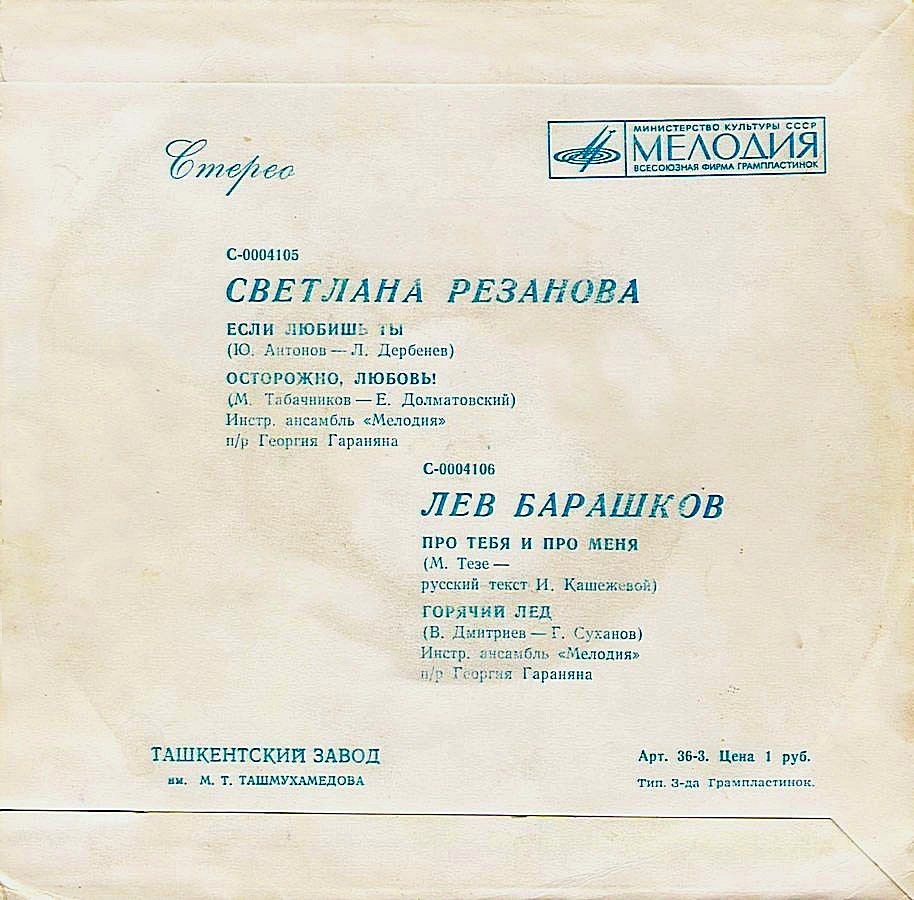 Стерео
МИНИСТЕРСТВО КУЛЬТУРЫ СССР
МЕЛОДИЯ
ВСЕСОЮЗНАЯ ФИРМА ГРАМПЛАСТИНОК
С-0004105
СВЕТЛАНА РЕЗАНОВА
ЕСЛИ ЛЮБИШЬ ТЫ
(Ю. Антонов — Л. Дербенев)
ОСТОРОЖНО, ЛЮБОВЬ!
(М. Табачников — Е. Долматовский)
Инстр. ансамбль «Мелодия»
п/р Георгия Гараняна
С-0004106
ЛЕВ БАРАШКОВ
ПРО ТЕБЯ И ПРО МЕНЯ
(М. Тезе —
русский текст И. Кашежевой)
ГОРЯЧИЙ ЛЕД
(В. Дмитриев — Г. Суханов)
Инстр. ансамбль «Мелодия»
п/р Георгия Гараняна
ТАШКЕНТСКИЙ ЗАВОД
им. М. Т. ТАШМУХАМЕДОВА
Арт. 36-3. Цена 1 руб.
Тип. З-да Грампластинок.